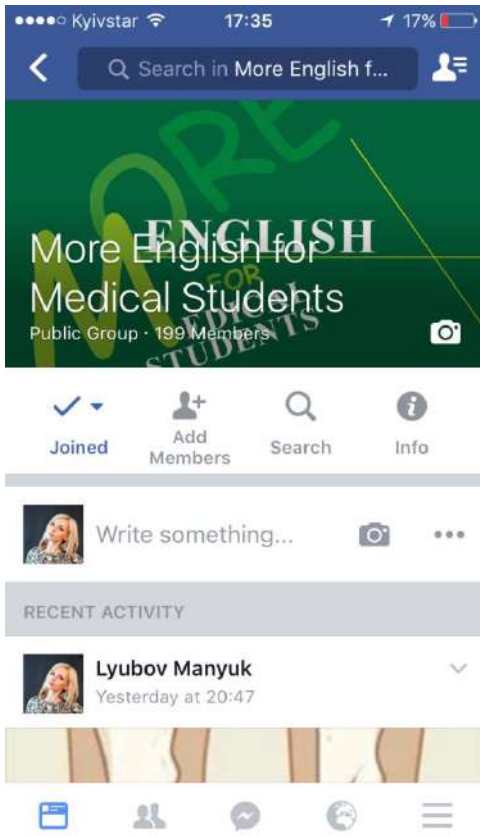 Kyivstar 17:35 17%
Search in More English f...
MORE
ENGLISH
FOR
MEDICAL
STUDENTS
More English for
Medical Students
Public Group · 199 Members
Joined Add Members Search Info
Write something...
RECENT ACTIVITY
Lyubov Manyuk
Yesterday at 20:47